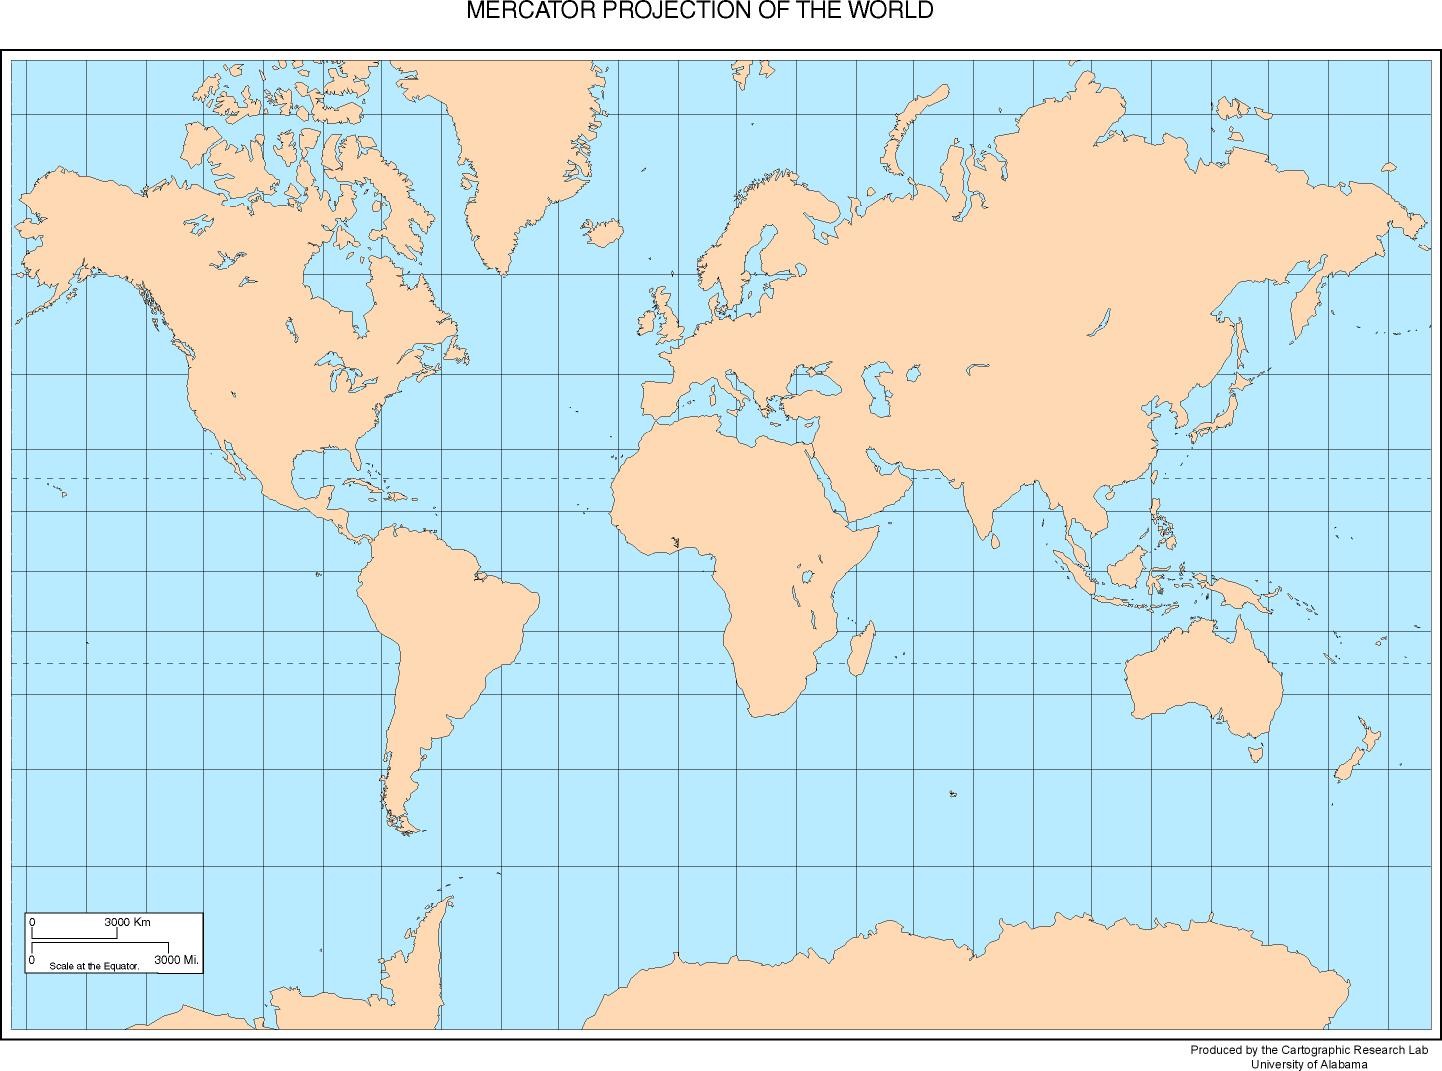 MERCATOR PROJECTION OF THE WORLD
0 3000 Km
0 3000 Mi.
Scale at the Equator.
Produced by the Cartographic Research Lab
University of Alabama